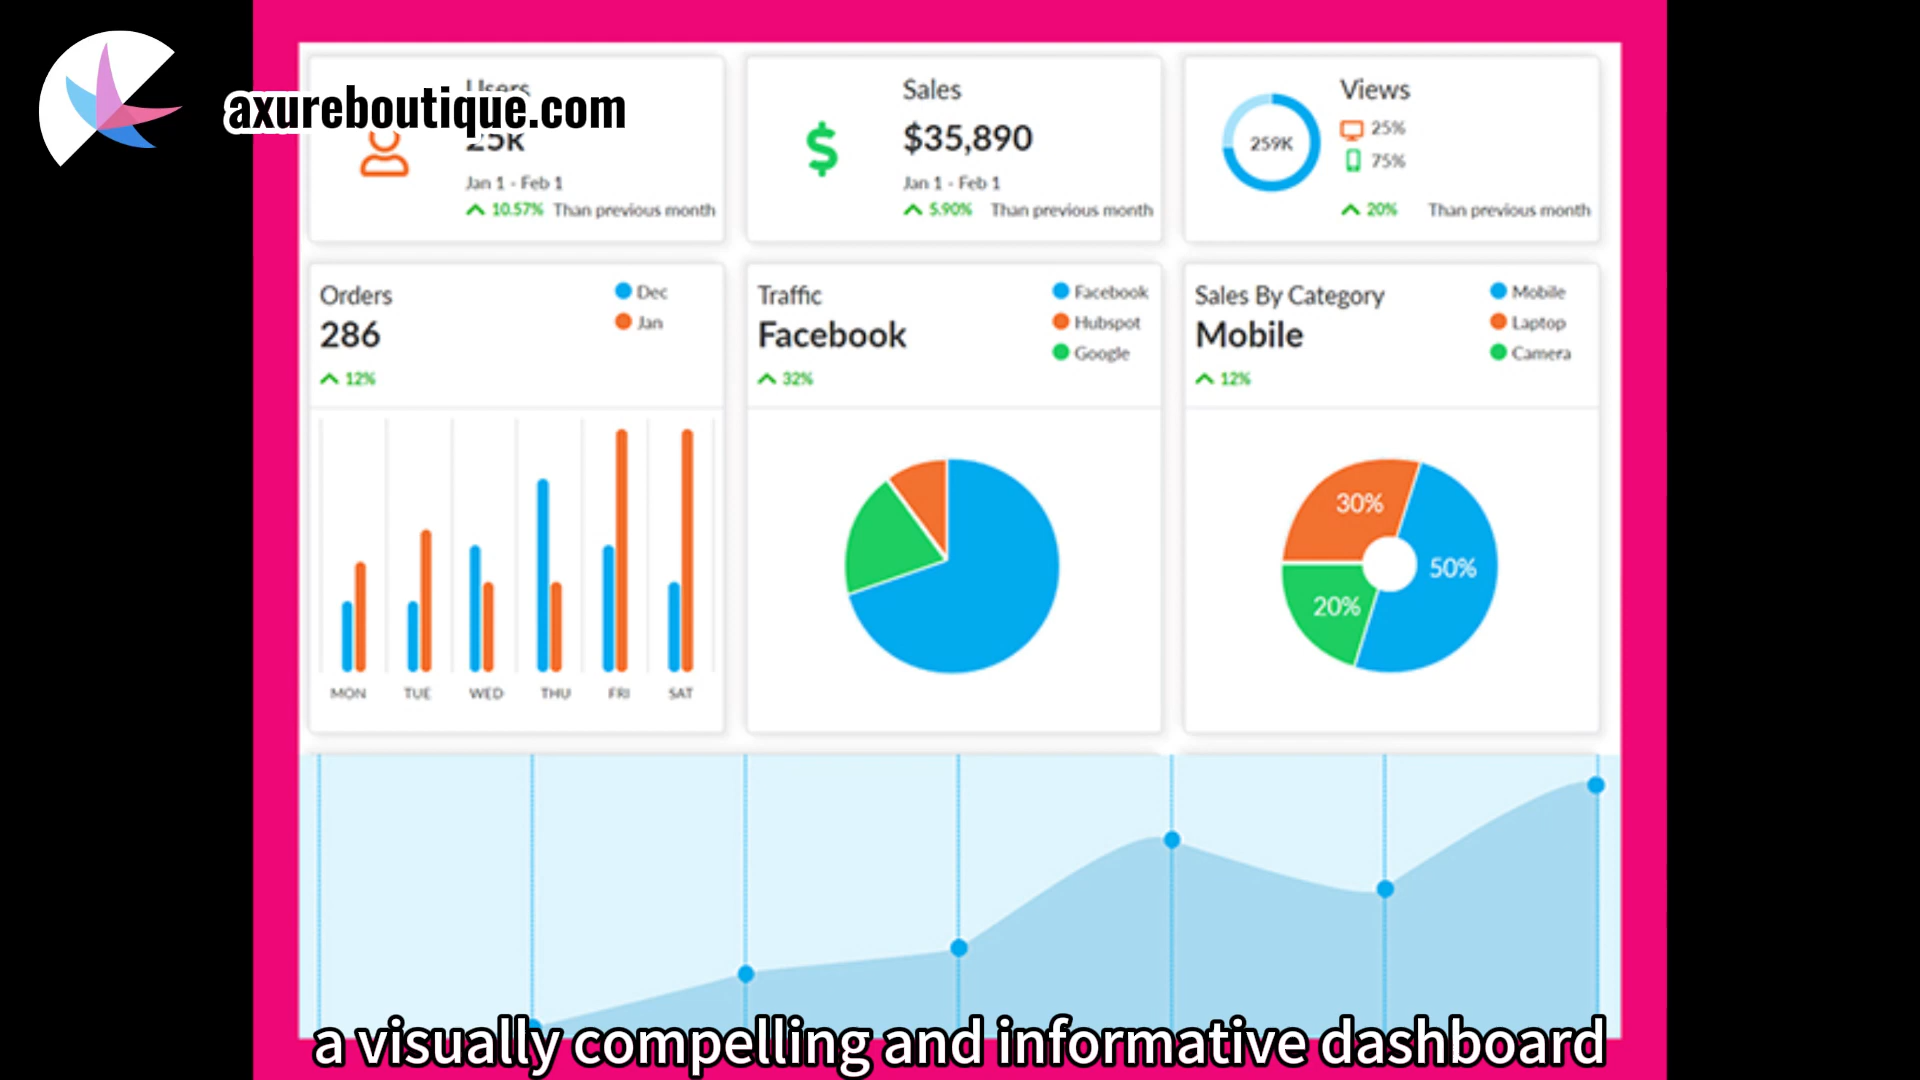 axureboutique.com
Users
25K
Jan 1 - Feb 1
10.57% Than previous month
Sales
$35,890
Jan 1 - Feb 1
5.90% Than previous month
259K
Views
25%
75%
20% Than previous month
Orders
286
12%
Dec
Jan
MON TUE WED THU FRI SAT
Traffic
Facebook
32%
Facebook
Hubspot
Google
Sales By Category
Mobile
12%
Mobile
Laptop
Camera
30%
50%
20%
a visually compelling and informative dashboard